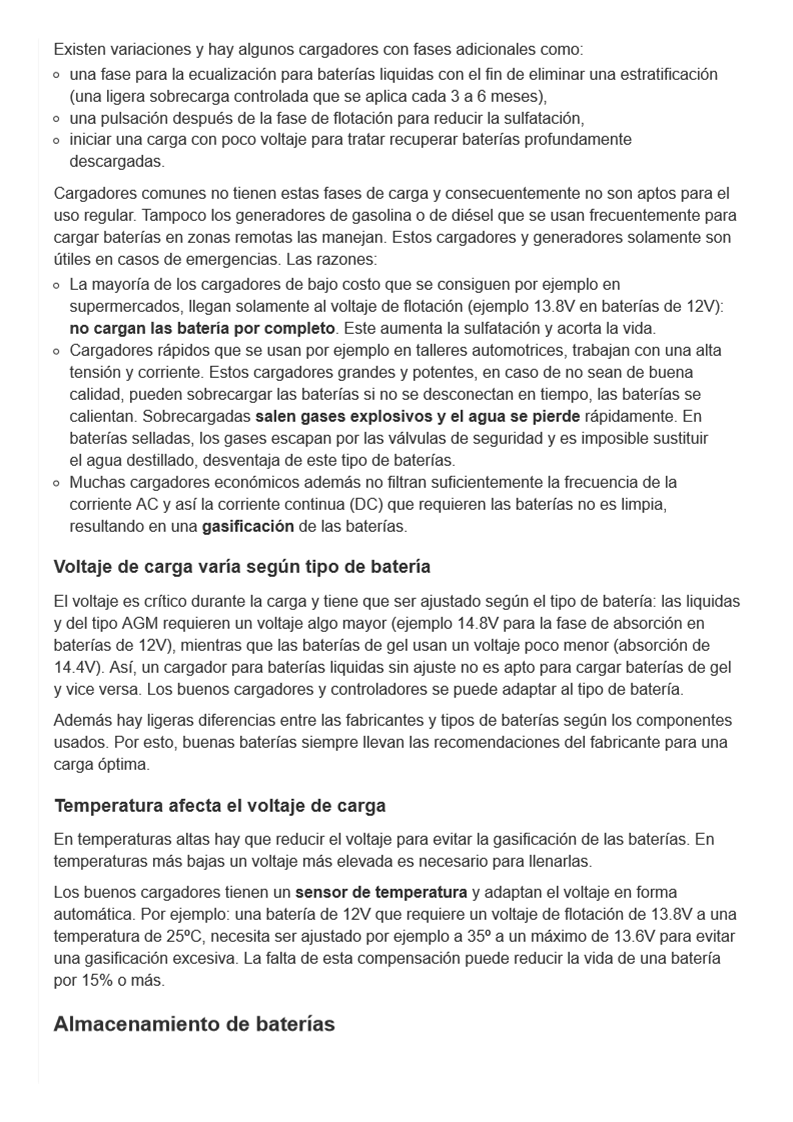 Existen variaciones y hay algunos cargadores con fases adicionales como:
una fase para la ecualización para baterías liquidas con el fin de eliminar una estratificación
(una ligera sobrecarga controlada que se aplica cada 3 a 6 meses),
una pulsación después de la fase de flotación para reducir la sulfatación,
iniciar una carga con poco voltaje para tratar recuperar baterías profundamente
descargadas.
Cargadores comunes no tienen estas fases de carga y consecuentemente no son aptos para el
uso regular. Tampoco los generadores de gasolina o de diésel que se usan frecuentemente para
cargar baterías en zonas remotas las manejan. Estos cargadores y generadores solamente son
útiles en casos de emergencias. Las razones:
La mayoría de los cargadores de bajo costo que se consiguen por ejemplo en
supermercados, llegan solamente al voltaje de flotación (ejemplo 13.8V en baterías de 12V):
no cargan las batería por completo. Este aumenta la sulfatación y acorta la vida.
Cargadores rápidos que se usan por ejemplo en talleres automotrices, trabajan con una alta
tensión y corriente. Estos cargadores grandes y potentes, en caso de no sean de buena
calidad, pueden sobrecargar las baterías si no se desconectan en tiempo, las baterías se
calientan. Sobrecargadas salen gases explosivos y el agua se pierde rápidamente. En
baterías selladas, los gases escapan por las válvulas de seguridad y es imposible sustituir
el agua destillado, desventaja de este tipo de baterías.
Muchas cargadores económicos además no filtran suficientemente la frecuencia de la
corriente AC y así la corriente continua (DC) que requieren las baterías no es limpia,
resultando en una gasificación de las baterías.
Voltaje de carga varía según tipo de batería
El voltaje es crítico durante la carga y tiene que ser ajustado según el tipo de batería: las liquidas
y del tipo AGM requieren un voltaje algo mayor (ejemplo 14.8V para la fase de absorción en
baterías de 12V), mientras que las baterías de gel usan un voltaje poco menor (absorción de
14.4V). Así, un cargador para baterías liquidas sin ajuste no es apto para cargar baterías de gel
y vice versa. Los buenos cargadores y controladores se puede adaptar al tipo de batería.
Además hay ligeras diferencias entre las fabricantes y tipos de baterías según los componentes
usados. Por esto, buenas baterías siempre llevan las recomendaciones del fabricante para una
carga óptima.
Temperatura afecta el voltaje de carga
En temperaturas altas hay que reducir el voltaje para evitar la gasificación de las baterías. En
temperaturas más bajas un voltaje más elevada es necesario para llenarlas.
Los buenos cargadores tienen un sensor de temperatura y adaptan el voltaje en forma
automática. Por ejemplo: una batería de 12V que requiere un voltaje de flotación de 13.8V a una
temperatura de 25ºC, necesita ser ajustado por ejemplo a 35º a un máximo de 13.6V para evitar
una gasificación excesiva. La falta de esta compensación puede reducir la vida de una batería
por 15% o más.
Almacenamiento de baterías